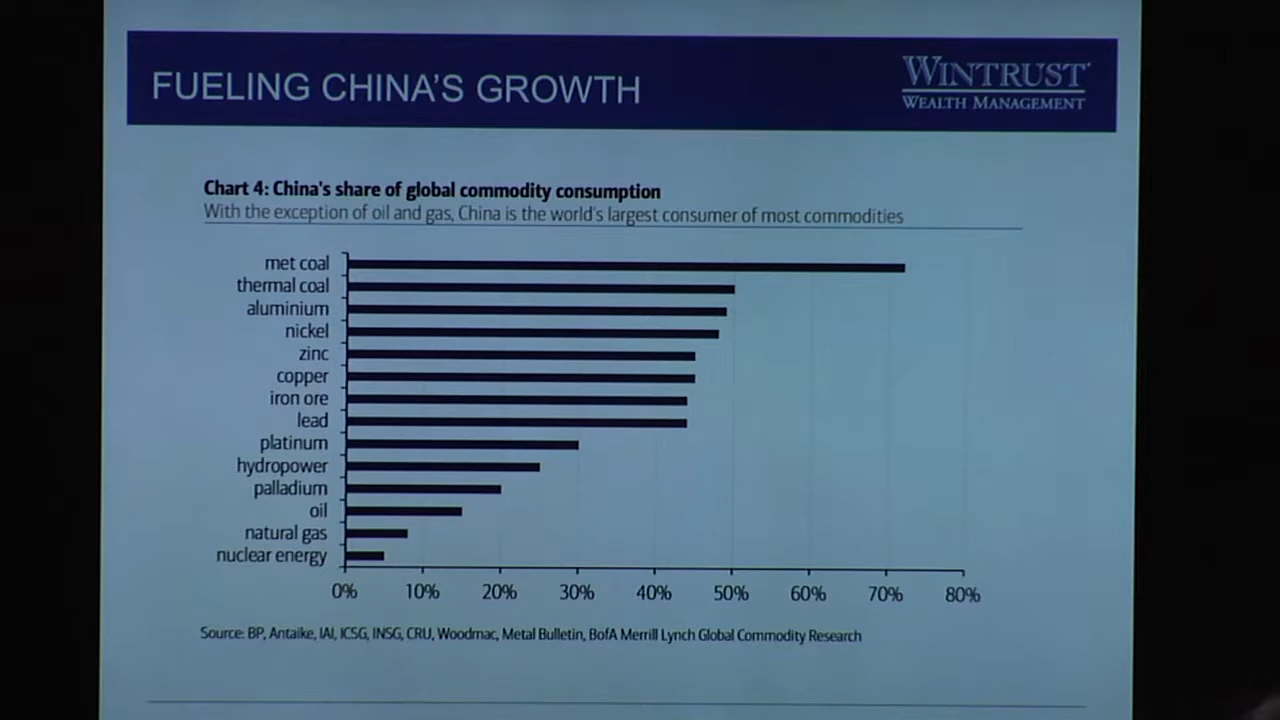 FUELING CHINA'S GROWTH
WINTRUST
WEALTH MANAGEMENT
Chart 4: China's share of global commodity consumption
With the exception of oil and gas, China is the world's largest consumer of most commodities
met coal
thermal coal
aluminium
nickel
zinc
copper
iron ore
lead
platinum
hydropower
palladium
oil
natural gas
nuclear energy
0% 10% 20% 30% 40% 50% 60% 70% 80%
Source: BP, Antaike, IAI, ICSG, INSG, CRU, Woodmac, Metal Bulletin, BofA Merrill Lynch Global Commodity Research